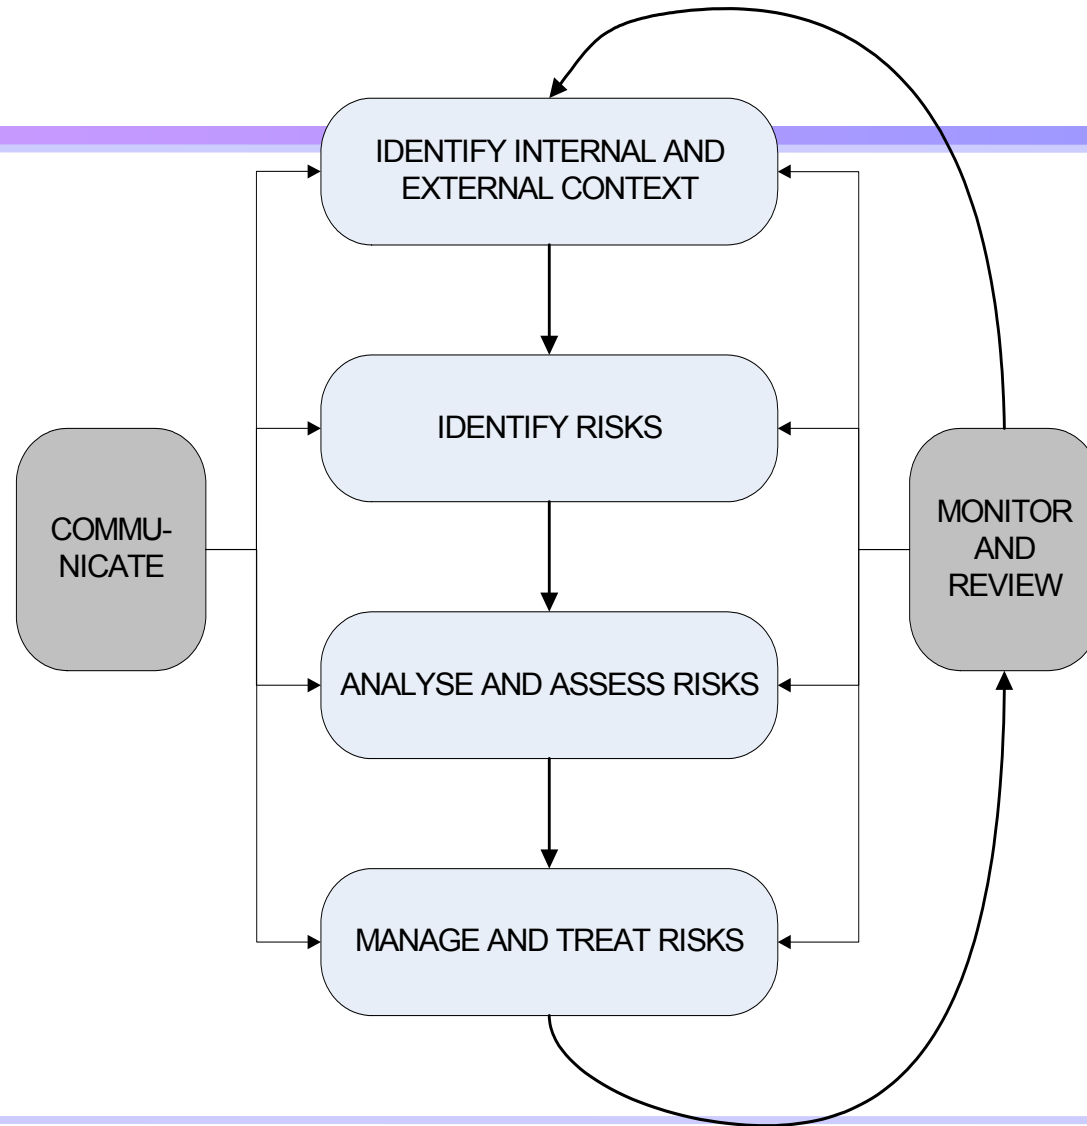 IDENTIFY INTERNAL AND
EXTERNAL CONTEXT
IDENTIFY RISKS
COMMU-
NICATE
MONITOR
AND
REVIEW
ANALYSE AND ASSESS RISKS
MANAGE AND TREAT RISKS